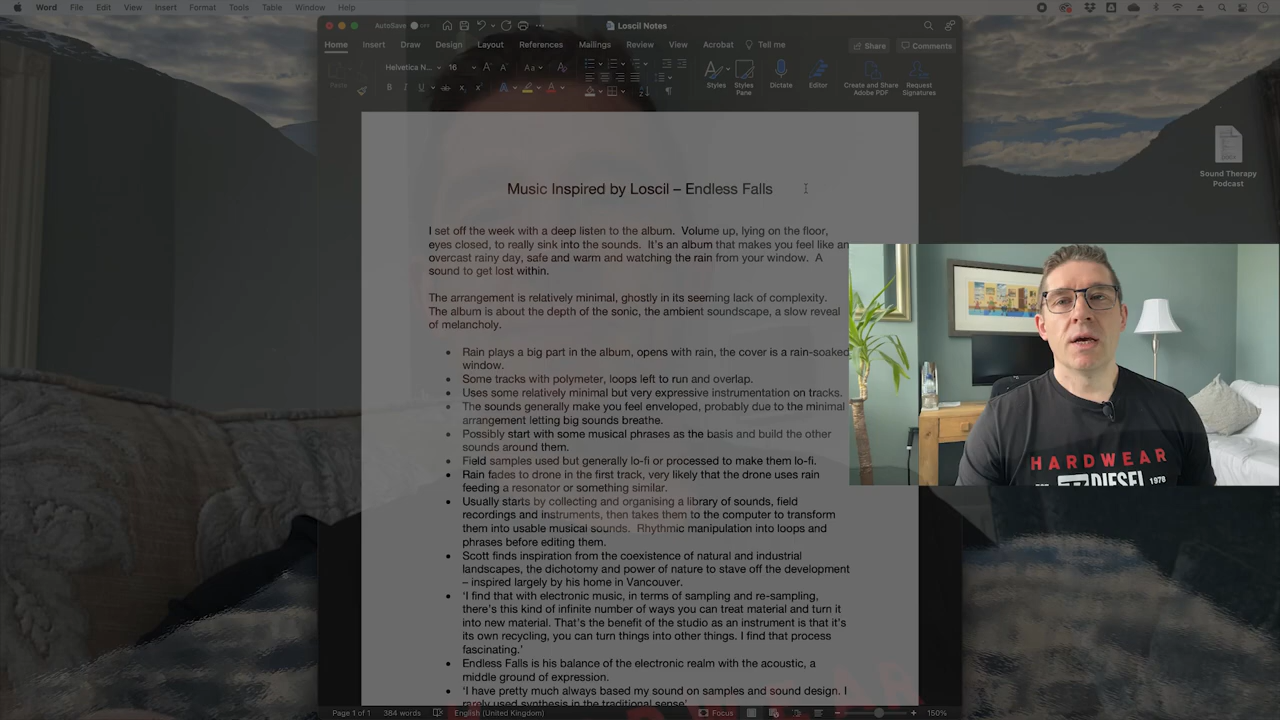 Word File Edit View Insert Format Tools Table Window Help
AutoSave OFF Loscil Notes
Home Insert Draw Design Layout References Mailings Review View Acrobat Tell me Share Comments
Helvetica N... 16
Paste Styles Styles Pane Dictate Editor Create and Share Adobe PDF Request Signatures
Sound Therapy
Podcast
Music Inspired by Loscil – Endless Falls
I set off the week with a deep listen to the album. Volume up, lying on the floor,
eyes closed, to really sink into the sounds. It's an album that makes you feel like an
overcast rainy day, safe and warm and watching the rain from your window. A
sound to get lost within.
The arrangement is relatively minimal, ghostly in its seeming lack of complexity.
The album is about the depth of the sonic, the ambient soundscape, a slow reveal
of melancholy.
• Rain plays a big part in the album, opens with rain, the cover is a rain-soaked
window.
• Some tracks with polymeter, loops left to run and overlap.
• Uses some relatively minimal but very expressive instrumentation on tracks.
• The sounds generally make you feel enveloped, probably due to the minimal
arrangement letting big sounds breathe.
• Possibly start with some musical phrases as the basis and build the other
sounds around them.
• Field samples used but generally lo-fi or processed to make them lo-fi.
• Rain fades to drone in the first track, very likely that the drone uses rain
feeding a resonator or something similar.
• Usually starts by collecting and organising a library of sounds, field
recordings and instruments, then takes them to the computer to transform
them into usable musical sounds. Rhythmic manipulation into loops and
phrases before editing them.
• Scott finds inspiration from the coexistence of natural and industrial
landscapes, the dichotomy and power of nature to stave off the development
– inspired largely by his home in Vancouver.
• 'I find that with electronic music, in terms of sampling and re-sampling,
there's this kind of infinite number of ways you can treat material and turn it
into new material. That's the benefit of the studio as an instrument is that it's
its own recycling, you can turn things into other things. I find that process
fascinating.'
• Endless Falls is his balance of the electronic realm with the acoustic, a
middle ground of expression.
• 'I have pretty much always based my sound on samples and sound design. I
rarely used synthesis in the traditional sense'
HARDWEAR
DIESEL 1978
Page 1 of 1 384 words English (United Kingdom) Focus 150%